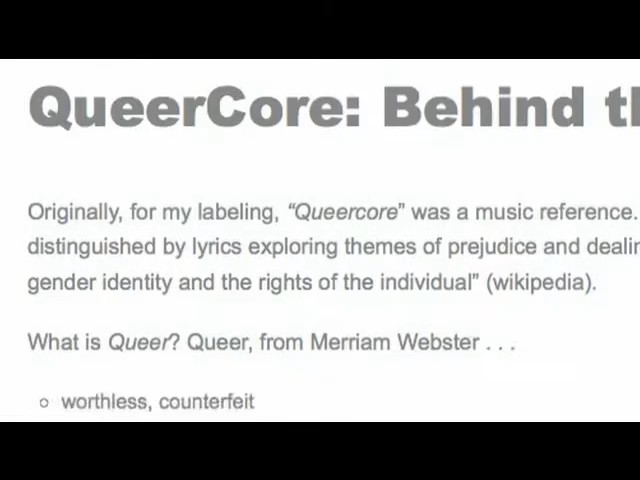 QueerCore: Behind
Originally, for my labeling, “Queercore” was a music reference.
distinguished by lyrics exploring themes of prejudice and
gender identity and the rights of the individual” (wikipedia).
What is Queer? Queer, from Merriam Webster . . .
○ worthless, counterfeit